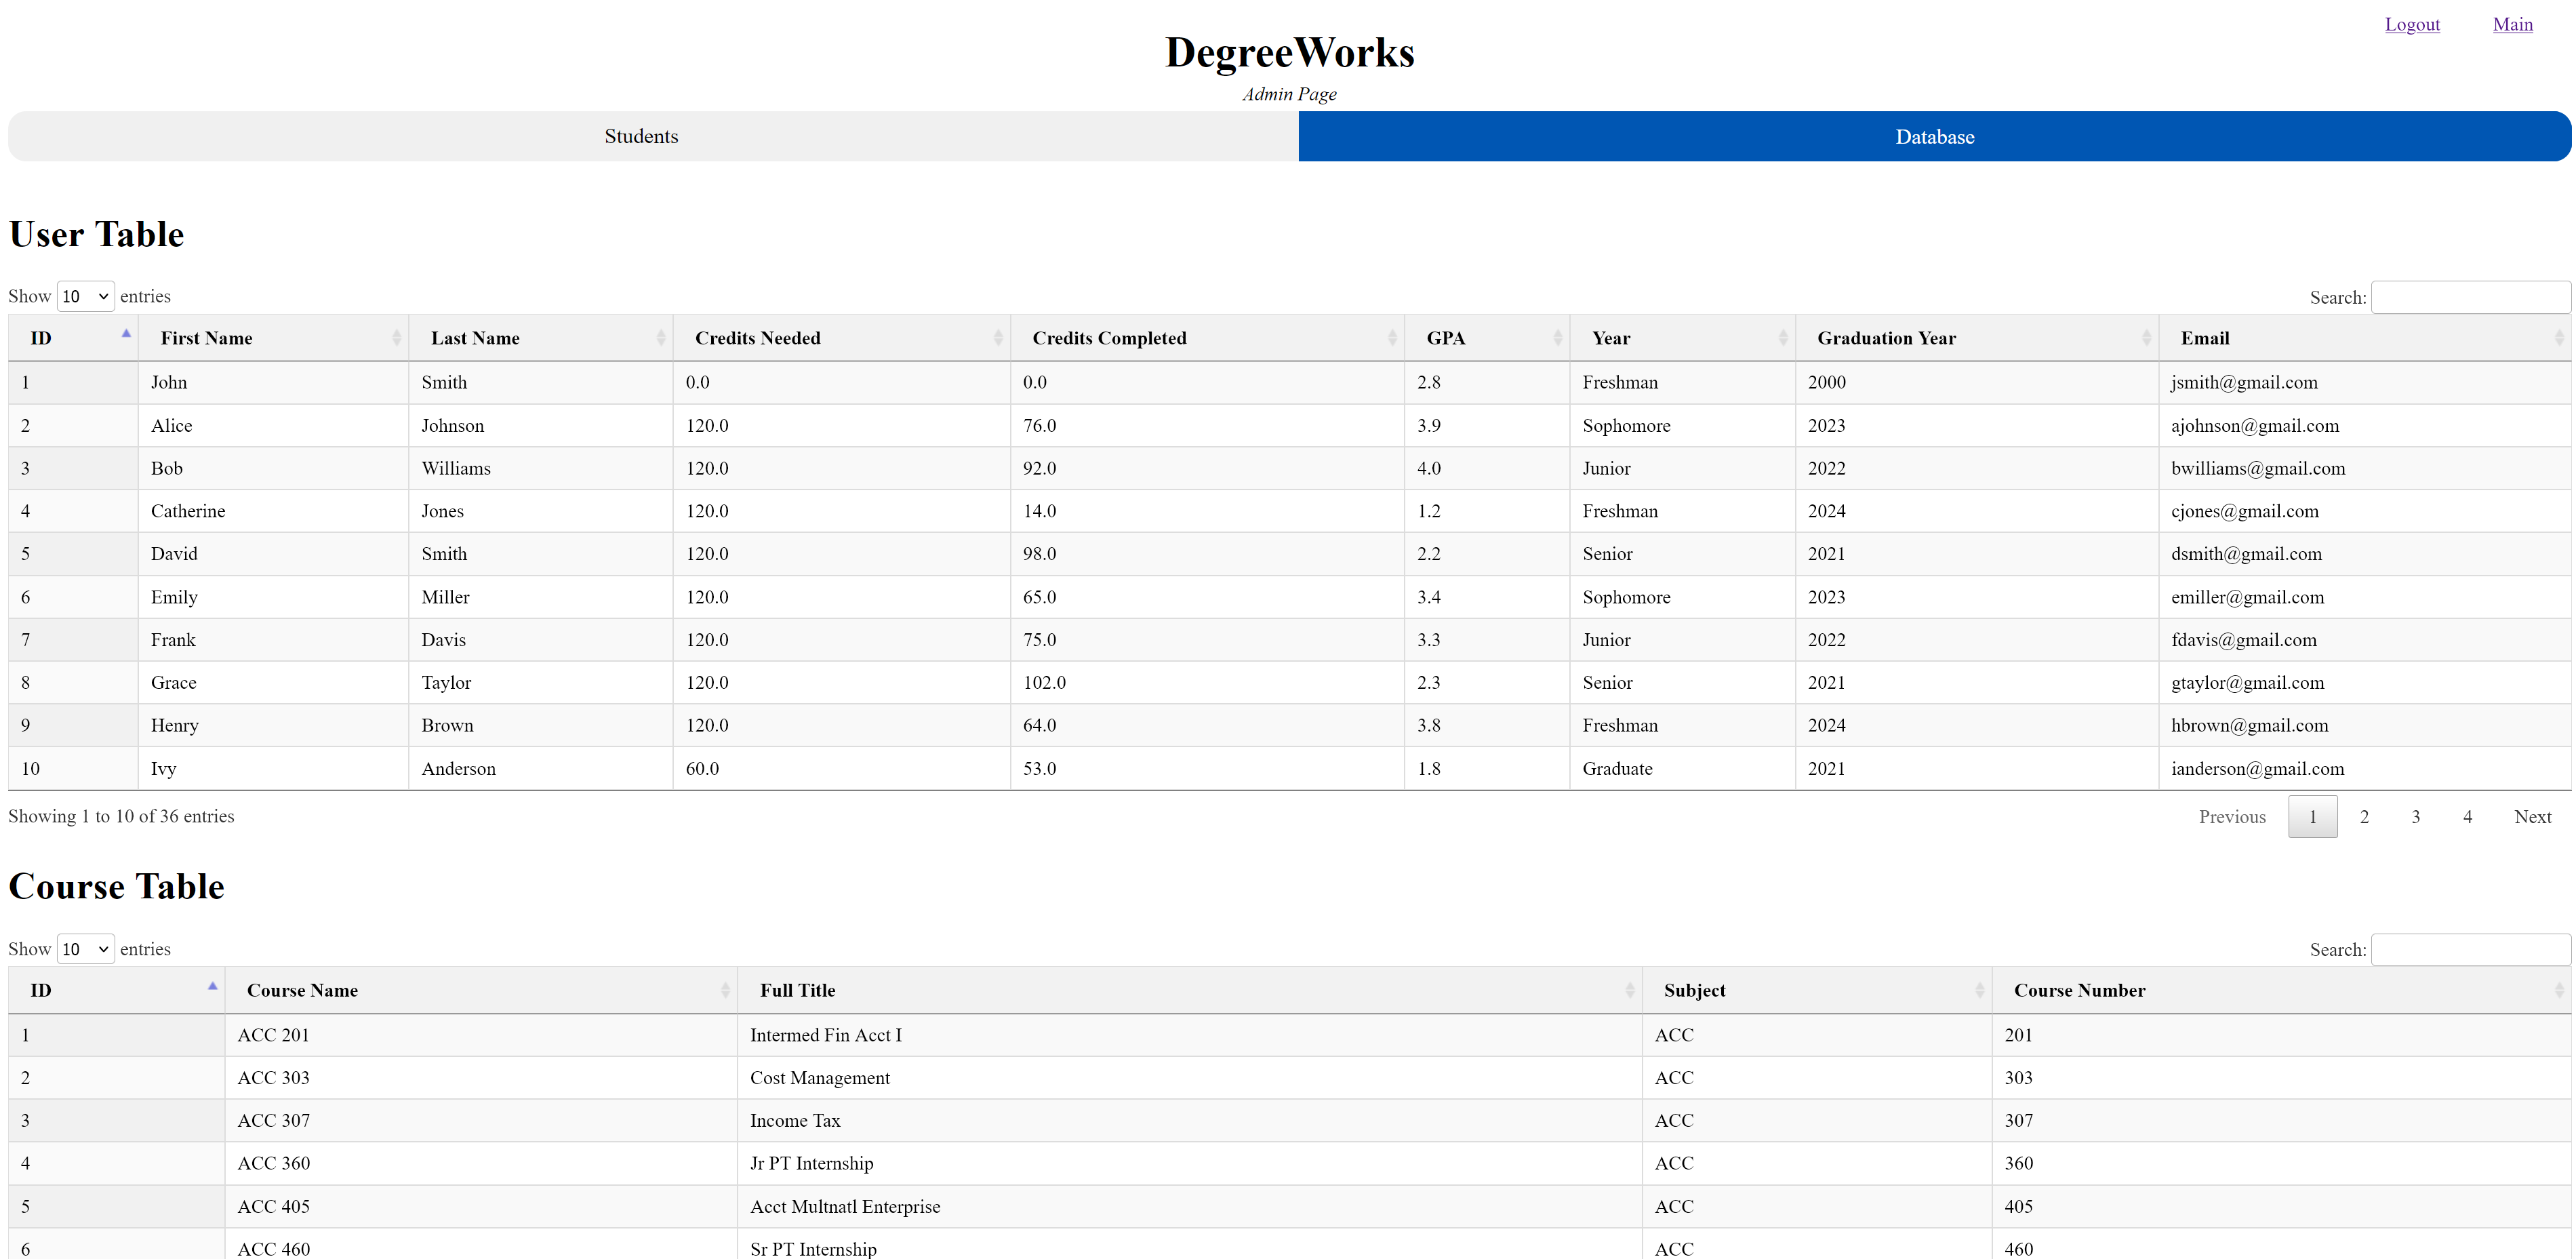 Logout Main
DegreeWorks
Admin Page
Students Database
User Table
Show 10 entries Search:
ID First Name Last Name Credits Needed Credits Completed GPA Year Graduation Year Email
1 John Smith 0.0 0.0 2.8 Freshman 2000 jsmith@gmail.com
2 Alice Johnson 120.0 76.0 3.9 Sophomore 2023 ajohnson@gmail.com
3 Bob Williams 120.0 92.0 4.0 Junior 2022 bwilliams@gmail.com
4 Catherine Jones 120.0 14.0 1.2 Freshman 2024 cjones@gmail.com
5 David Smith 120.0 98.0 2.2 Senior 2021 dsmith@gmail.com
6 Emily Miller 120.0 65.0 3.4 Sophomore 2023 emiller@gmail.com
7 Frank Davis 120.0 75.0 3.3 Junior 2022 fdavis@gmail.com
8 Grace Taylor 120.0 102.0 2.3 Senior 2021 gtaylor@gmail.com
9 Henry Brown 120.0 64.0 3.8 Freshman 2024 hbrown@gmail.com
10 Ivy Anderson 60.0 53.0 1.8 Graduate 2021 ianderson@gmail.com
Showing 1 to 10 of 36 entries Previous 1 2 3 4 Next
Course Table
Show 10 entries Search:
ID Course Name Full Title Subject Course Number
1 ACC 201 Intermed Fin Acct I ACC 201
2 ACC 303 Cost Management ACC 303
3 ACC 307 Income Tax ACC 307
4 ACC 360 Jr PT Internship ACC 360
5 ACC 405 Acct Multnatl Enterprise ACC 405
6 ACC 460 Sr PT Internship ACC 460